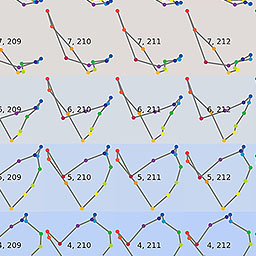 7, 209 7, 210 7, 211 7, 212
6, 209 6, 210 6, 211 6, 212
5, 209 5, 210 5, 211 5, 212
4, 209 4, 210 4, 211 4, 212